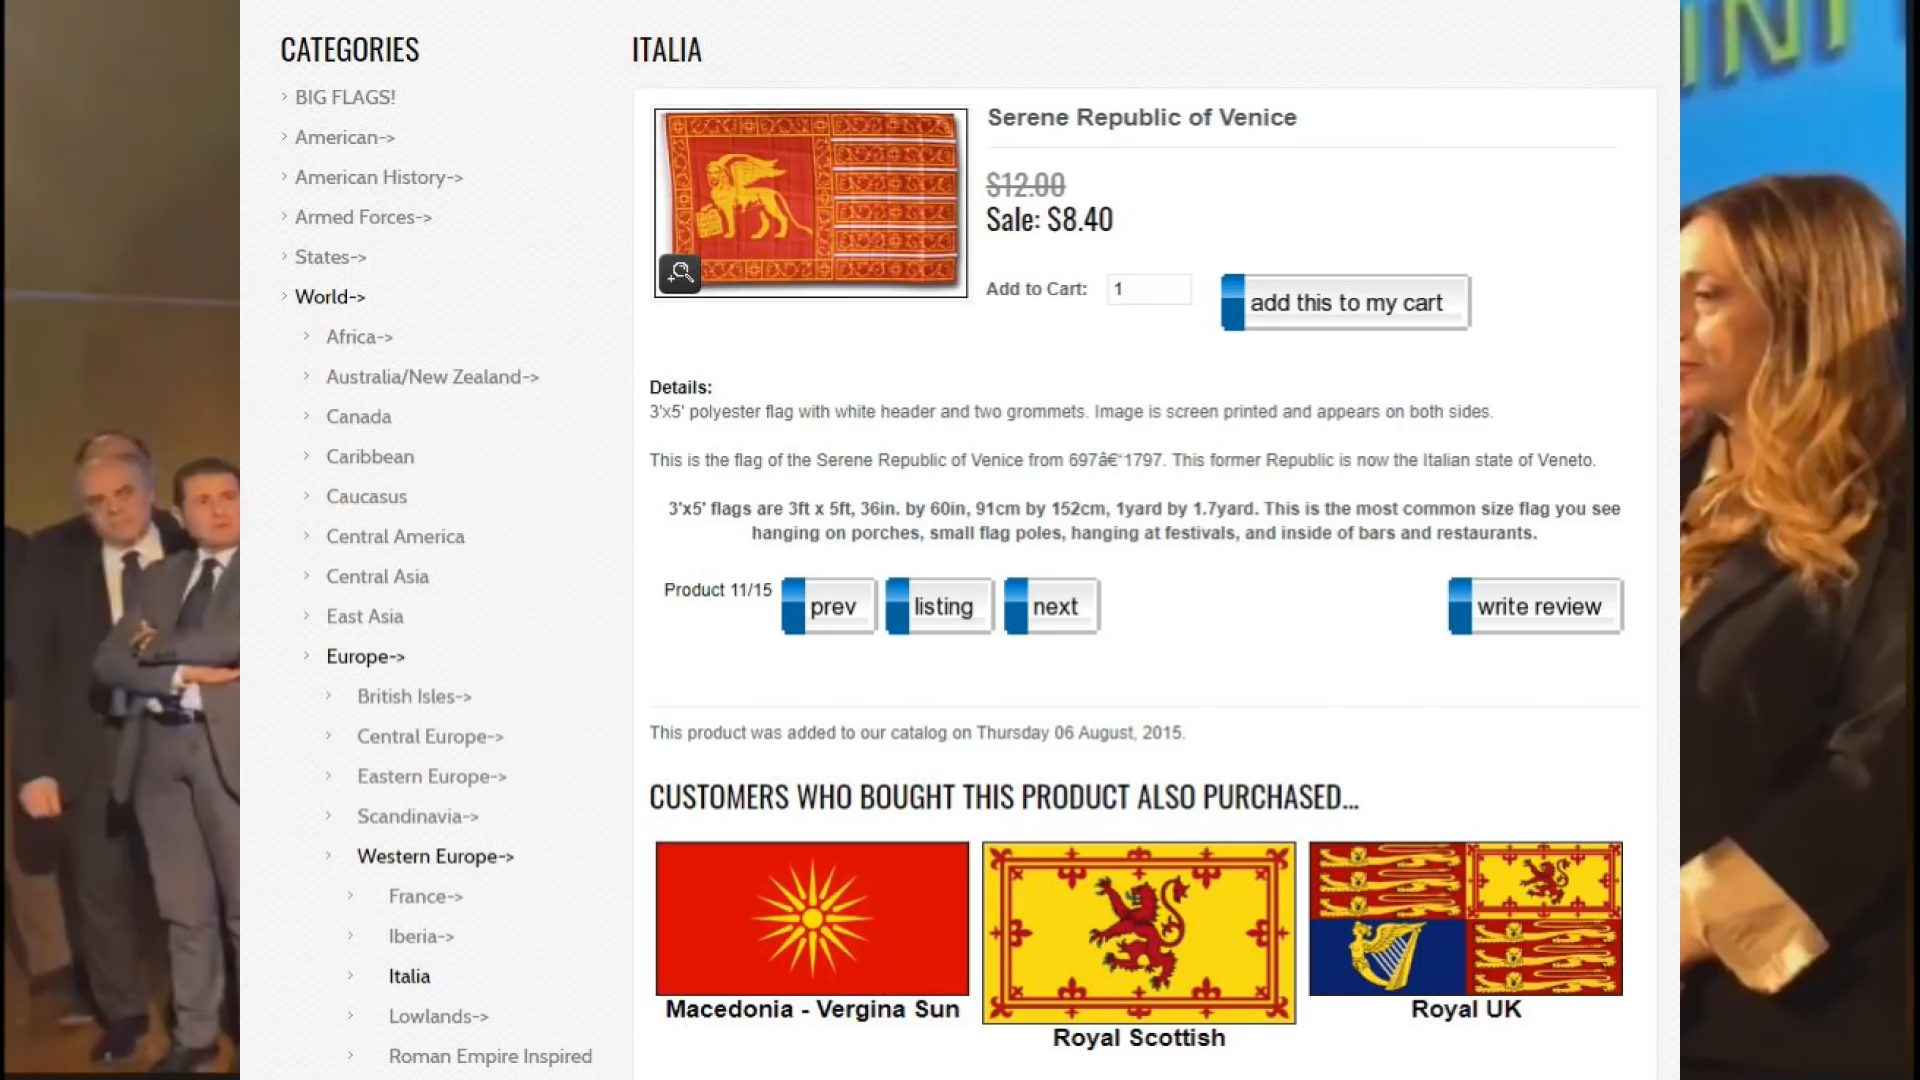 CATEGORIES
BIG FLAGS!
American->
American History->
Armed Forces->
States->
World->
Africa->
Australia/New Zealand->
Canada
Caribbean
Caucasus
Central America
Central Asia
East Asia
Europe->
British Isles->
Central Europe->
Eastern Europe->
Scandinavia->
Western Europe->
France->
Iberia->
Italia
Lowlands->
Roman Empire Inspired
ITALIA
Serene Republic of Venice
$12.00
Sale: $8.40
Add to Cart: 1 add this to my cart
Details:
3'x5' polyester flag with white header and two grommets. Image is screen printed and appears on both sides.
This is the flag of the Serene Republic of Venice from 697â€“1797. This former Republic is now the Italian state of Veneto.
3'x5' flags are 3ft x 5ft, 36in. by 60in, 91cm by 152cm, 1yard by 1.7yard. This is the most common size flag you see
hanging on porches, small flag poles, hanging at festivals, and inside of bars and restaurants.
Product 11/15 prev listing next write review
This product was added to our catalog on Thursday 06 August, 2015.
CUSTOMERS WHO BOUGHT THIS PRODUCT ALSO PURCHASED...
Macedonia - Vergina Sun
Royal Scottish
Royal UK